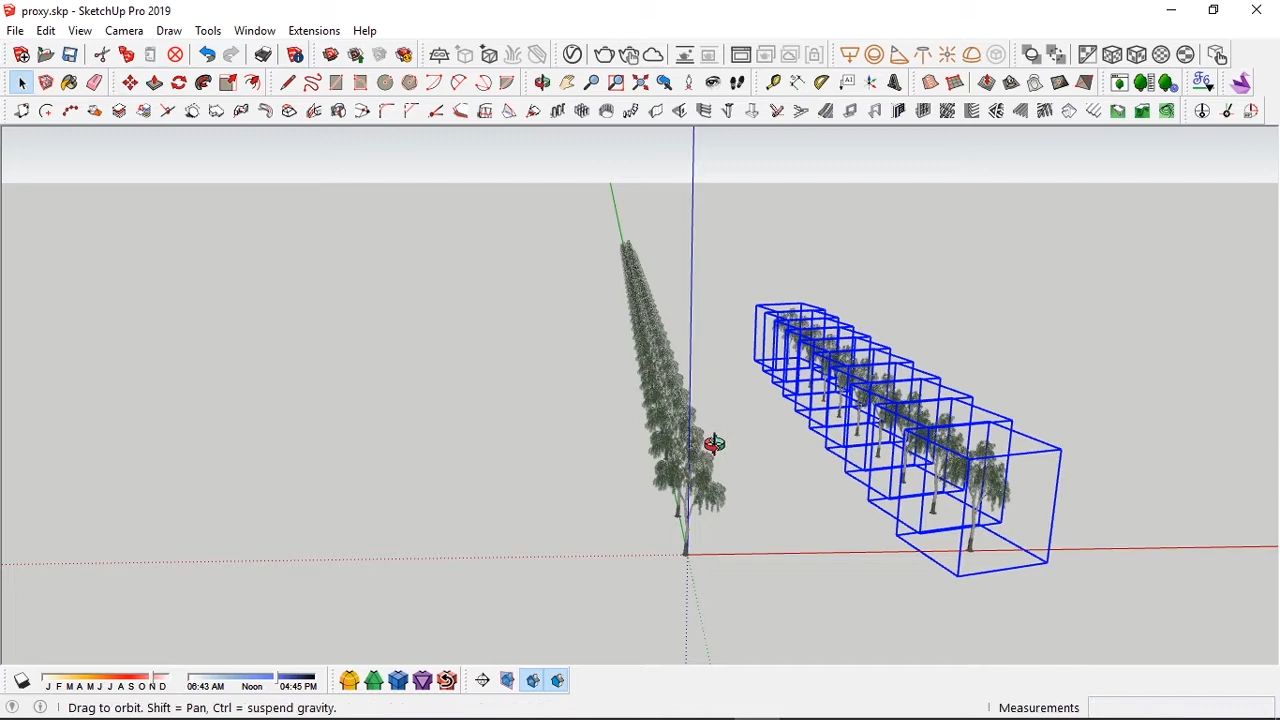 proxy.skp - SketchUp Pro 2019
File Edit View Camera Draw Tools Window Extensions Help
J F M A M J J A S O N D
06:43 AM Noon 04:45 PM
Drag to orbit. Shift = Pan, Ctrl = suspend gravity.
Measurements